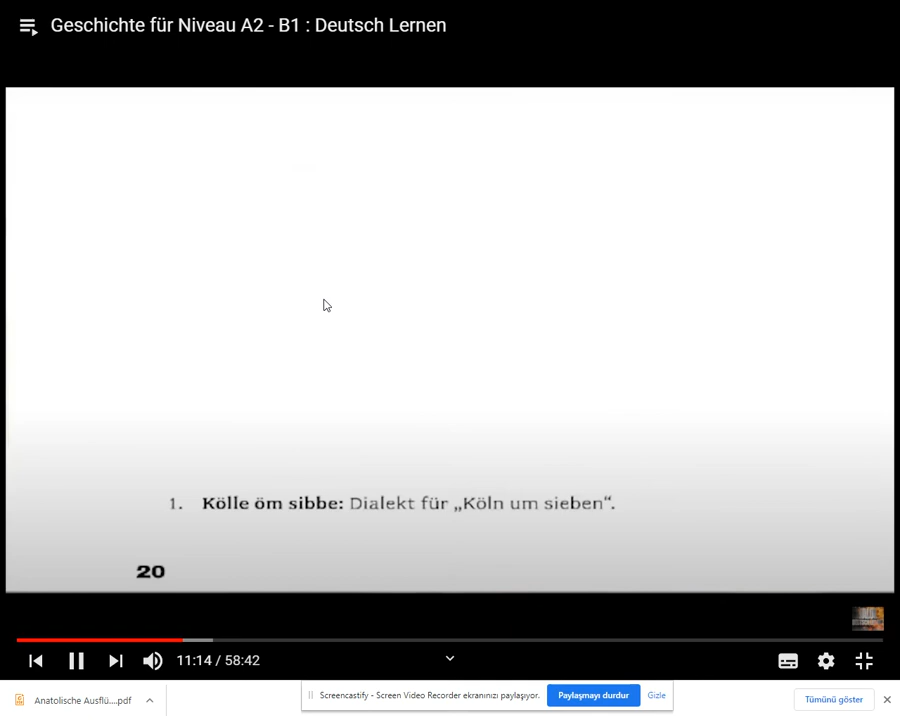 Geschichte für Niveau A2 - B1 : Deutsch Lernen
1. Kölle öm sibbe: Dialekt für „Köln um sieben“.
20
11:14 / 58:42
Anatolische Ausflü....pdf
Screencastify - Screen Video Recorder ekranınızı paylaşıyor.
Paylaşmayı durdur
Gizle
Tümünü göster